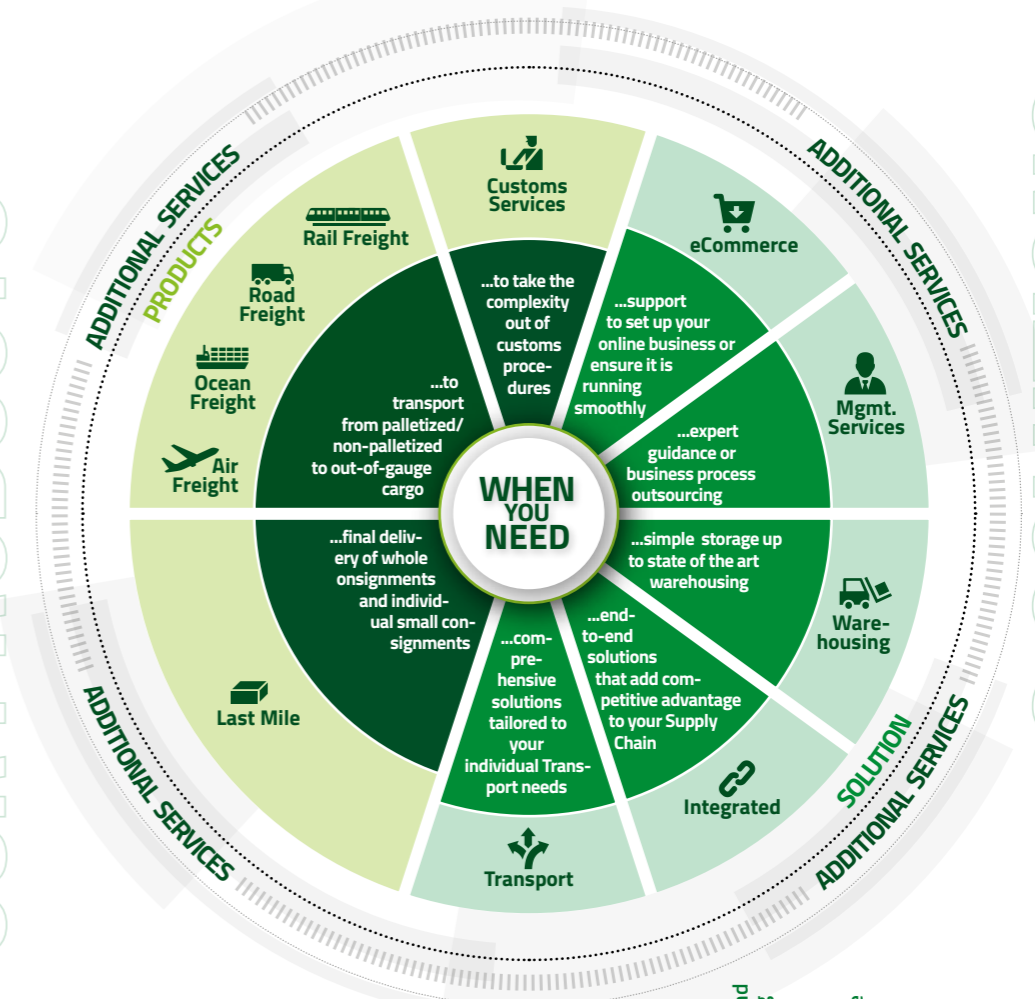 ADDITIONAL SERVICES
PRODUCTS
Rail Freight
Road
Freight
Ocean
Freight
Air
Freight
...to
transport
from palletized/
non-palletized
to out-of-gauge
cargo
Customs
Services
...to take the
complexity
out of
customs
proce-
dures
eCommerce
...support
to set up your
online business or
ensure it is
running
smoothly
ADDITIONAL SERVICES
Mgmt.
Services
...expert
guidance or
business process
outsourcing
WHEN
YOU
NEED
...simple storage up
to state of the art
warehousing
Ware-
housing
...end-
to-end
solutions
that add com-
petitive advantage
to your Supply
Chain
Integrated
SOLUTION
ADDITIONAL SERVICES
...com-
pre-
hensive
solutions
tailored to
your
individual Trans-
port needs
Transport
...final deliv-
ery of whole
onsignments
and individ-
ual small con-
signments
Last Mile
ADDITIONAL SERVICES